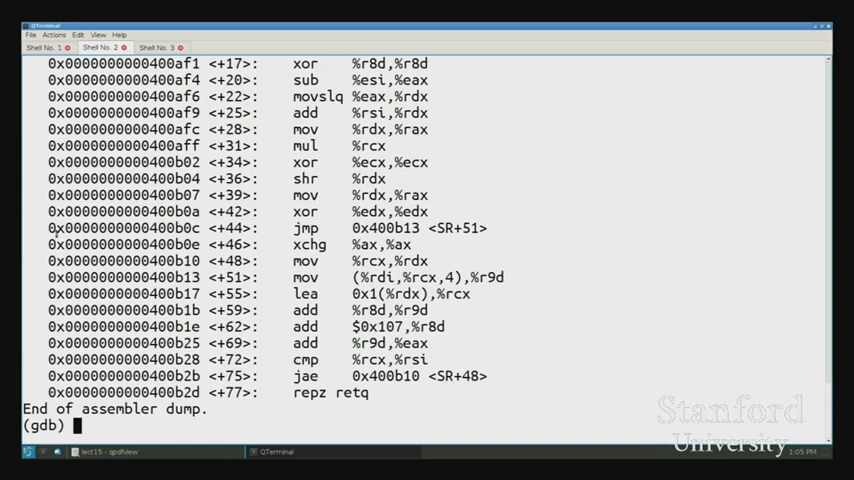 QTerminal
File Actions Edit View Help
Shell No. 1 Shell No. 2 Shell No. 3
0x0000000000400af1 <+17>: xor %r8d,%r8d
0x0000000000400af4 <+20>: sub %esi,%eax
0x0000000000400af6 <+22>: movslq %eax,%rdx
0x0000000000400af9 <+25>: add %rsi,%rdx
0x0000000000400afc <+28>: mov %rdx,%rax
0x0000000000400aff <+31>: mul %rcx
0x0000000000400b02 <+34>: xor %ecx,%ecx
0x0000000000400b04 <+36>: shr %rdx
0x0000000000400b07 <+39>: mov %rdx,%rax
0x0000000000400b0a <+42>: xor %edx,%edx
0x0000000000400b0c <+44>: jmp 0x400b13 <SR+51>
0x0000000000400b0e <+46>: xchg %ax,%ax
0x0000000000400b10 <+48>: mov %rcx,%rdx
0x0000000000400b13 <+51>: mov (%rdi,%rcx,4),%r9d
0x0000000000400b17 <+55>: lea 0x1(%rdx),%rcx
0x0000000000400b1b <+59>: add %r8d,%r9d
0x0000000000400b1e <+62>: add $0x107,%r8d
0x0000000000400b25 <+69>: add %r9d,%eax
0x0000000000400b28 <+72>: cmp %rcx,%rsi
0x0000000000400b2b <+75>: jae 0x400b10 <SR+48>
0x0000000000400b2d <+77>: repz retq
End of assembler dump.
(gdb)
Stanford
University
lect15 - qpdfview QTerminal 1:05 PM